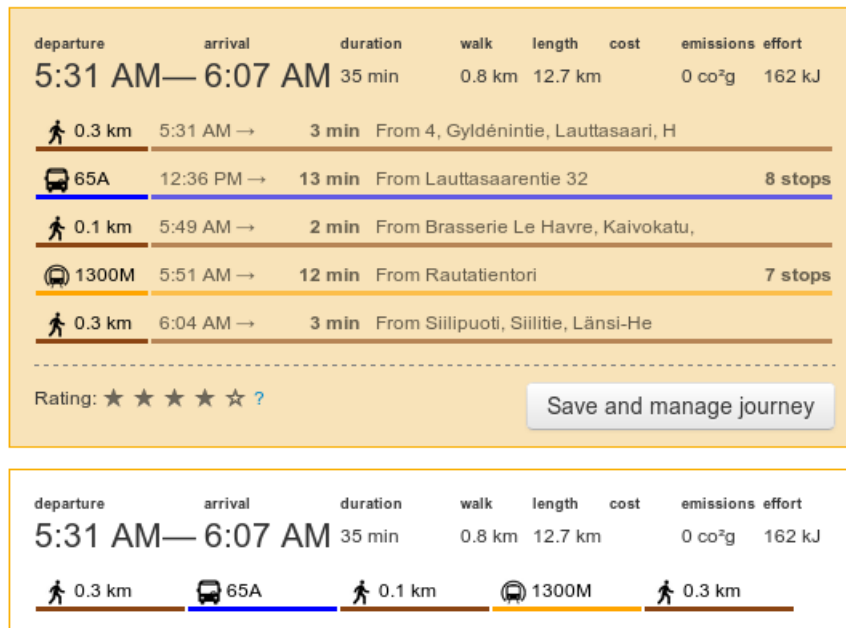 departure arrival duration walk length cost emissions effort
5:31 AM— 6:07 AM 35 min 0.8 km 12.7 km 0 co²g 162 kJ
0.3 km 5:31 AM → 3 min From 4, Gyldénintie, Lauttasaari, H
65A 12:36 PM → 13 min From Lauttasaarentie 32 8 stops
0.1 km 5:49 AM → 2 min From Brasserie Le Havre, Kaivokatu,
1300M 5:51 AM → 12 min From Rautatientori 7 stops
0.3 km 6:04 AM → 3 min From Siilipuoti, Siilitie, Länsi-He
Rating: ★ ★ ★ ★ ☆ ?
Save and manage journey
departure arrival duration walk length cost emissions effort
5:31 AM— 6:07 AM 35 min 0.8 km 12.7 km 0 co²g 162 kJ
0.3 km 65A 0.1 km 1300M 0.3 km